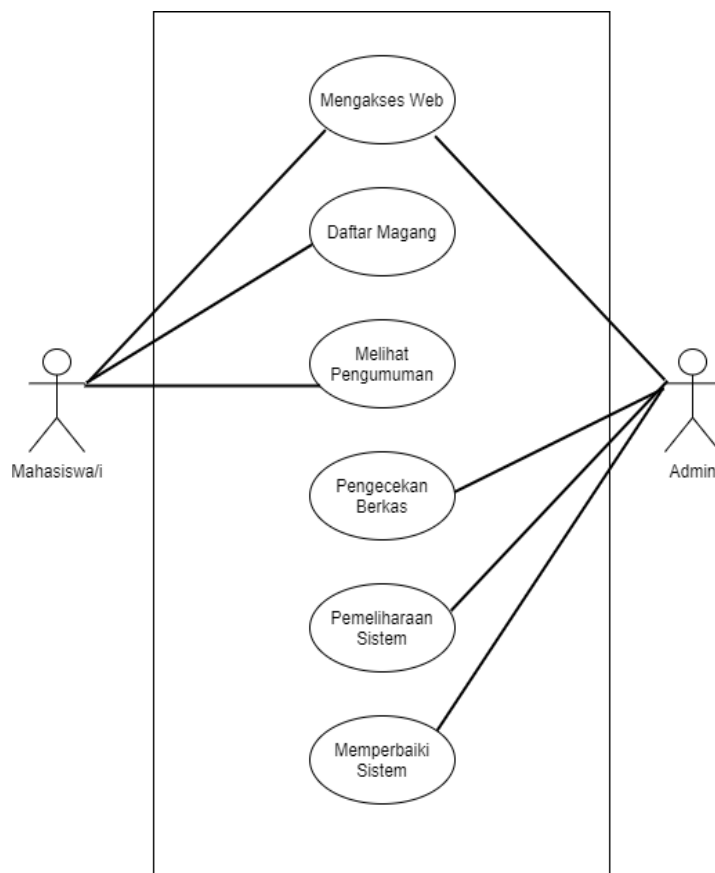 Mengakses Web
Daftar Magang
Melihat
Pengumuman
Mahasiswa/i
Admin
Pengecekan
Berkas
Pemeliharaan
Sistem
Memperbaiki
Sistem